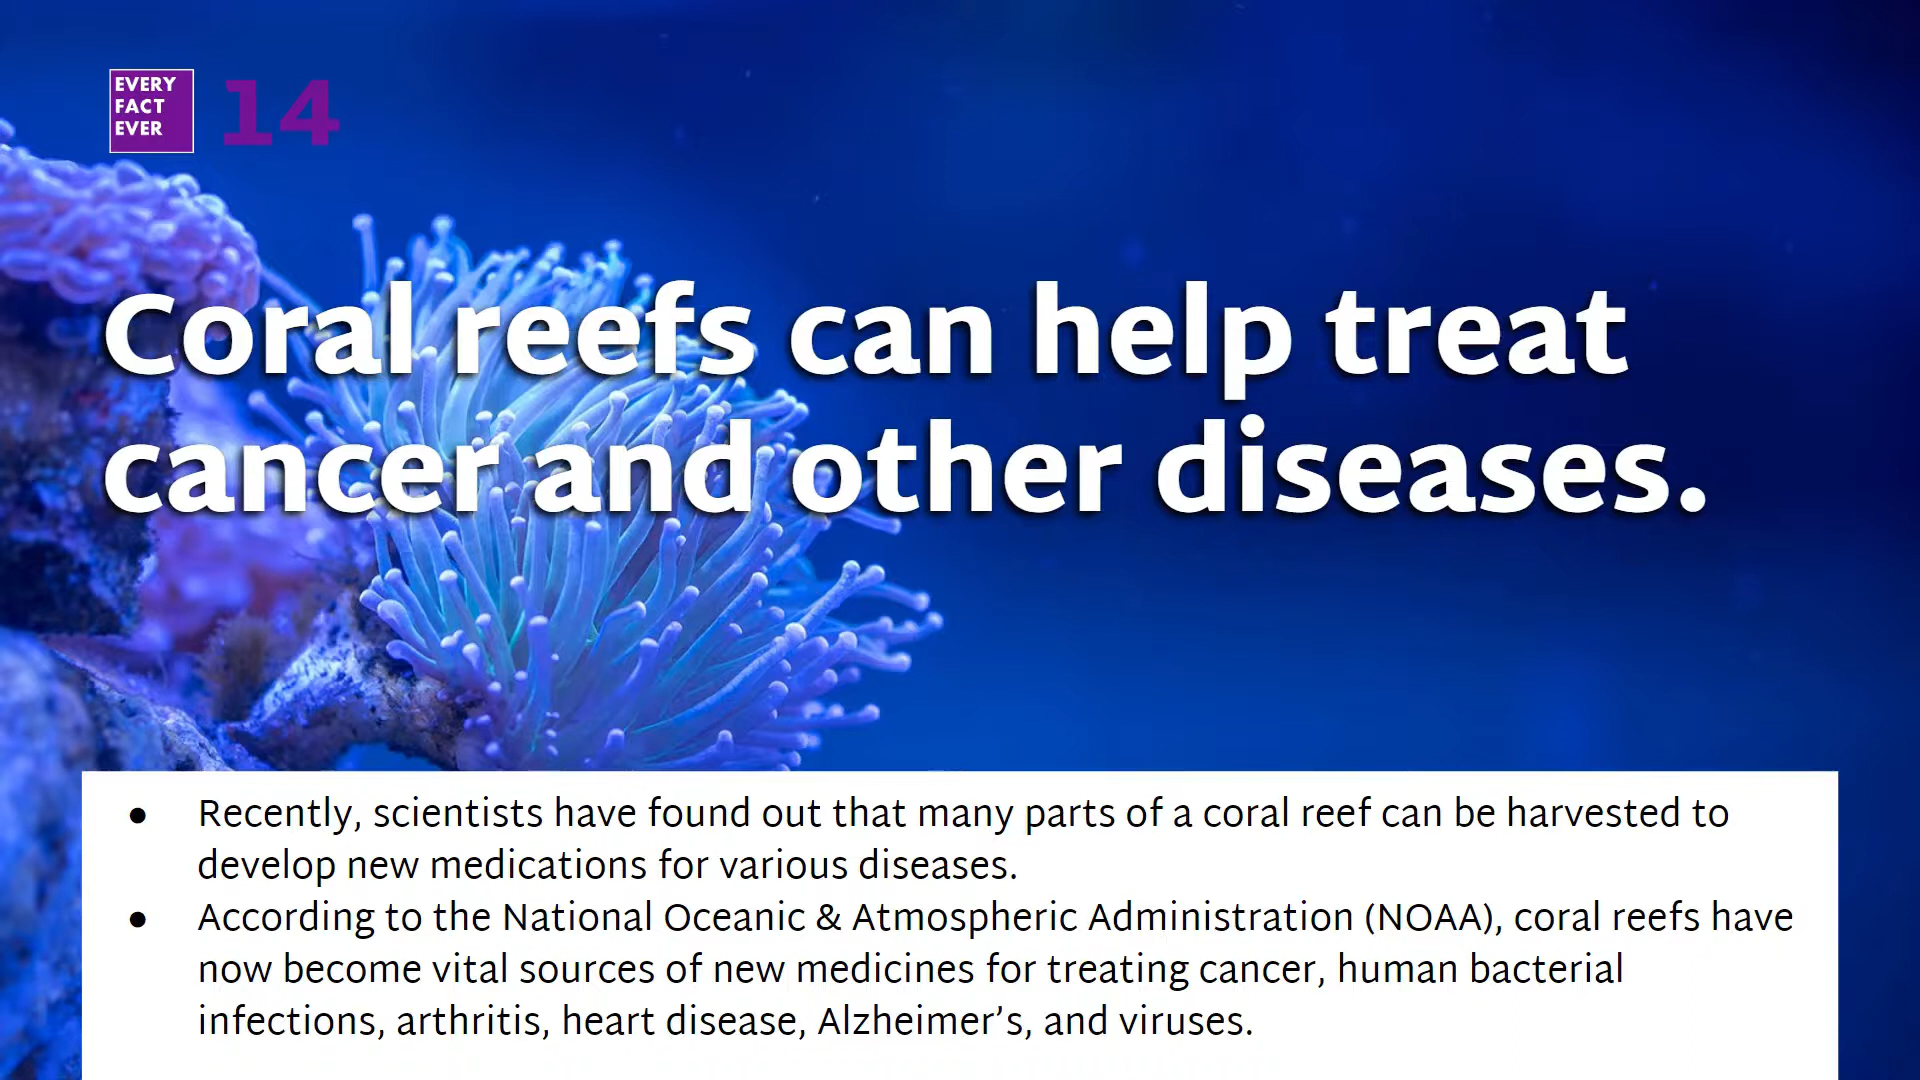 EVERY
FACT
EVER
14
Coral reefs can help treat
cancer and other diseases.
● Recently, scientists have found out that many parts of a coral reef can be harvested to
develop new medications for various diseases.
● According to the National Oceanic & Atmospheric Administration (NOAA), coral reefs have
now become vital sources of new medicines for treating cancer, human bacterial
infections, arthritis, heart disease, Alzheimer’s, and viruses.